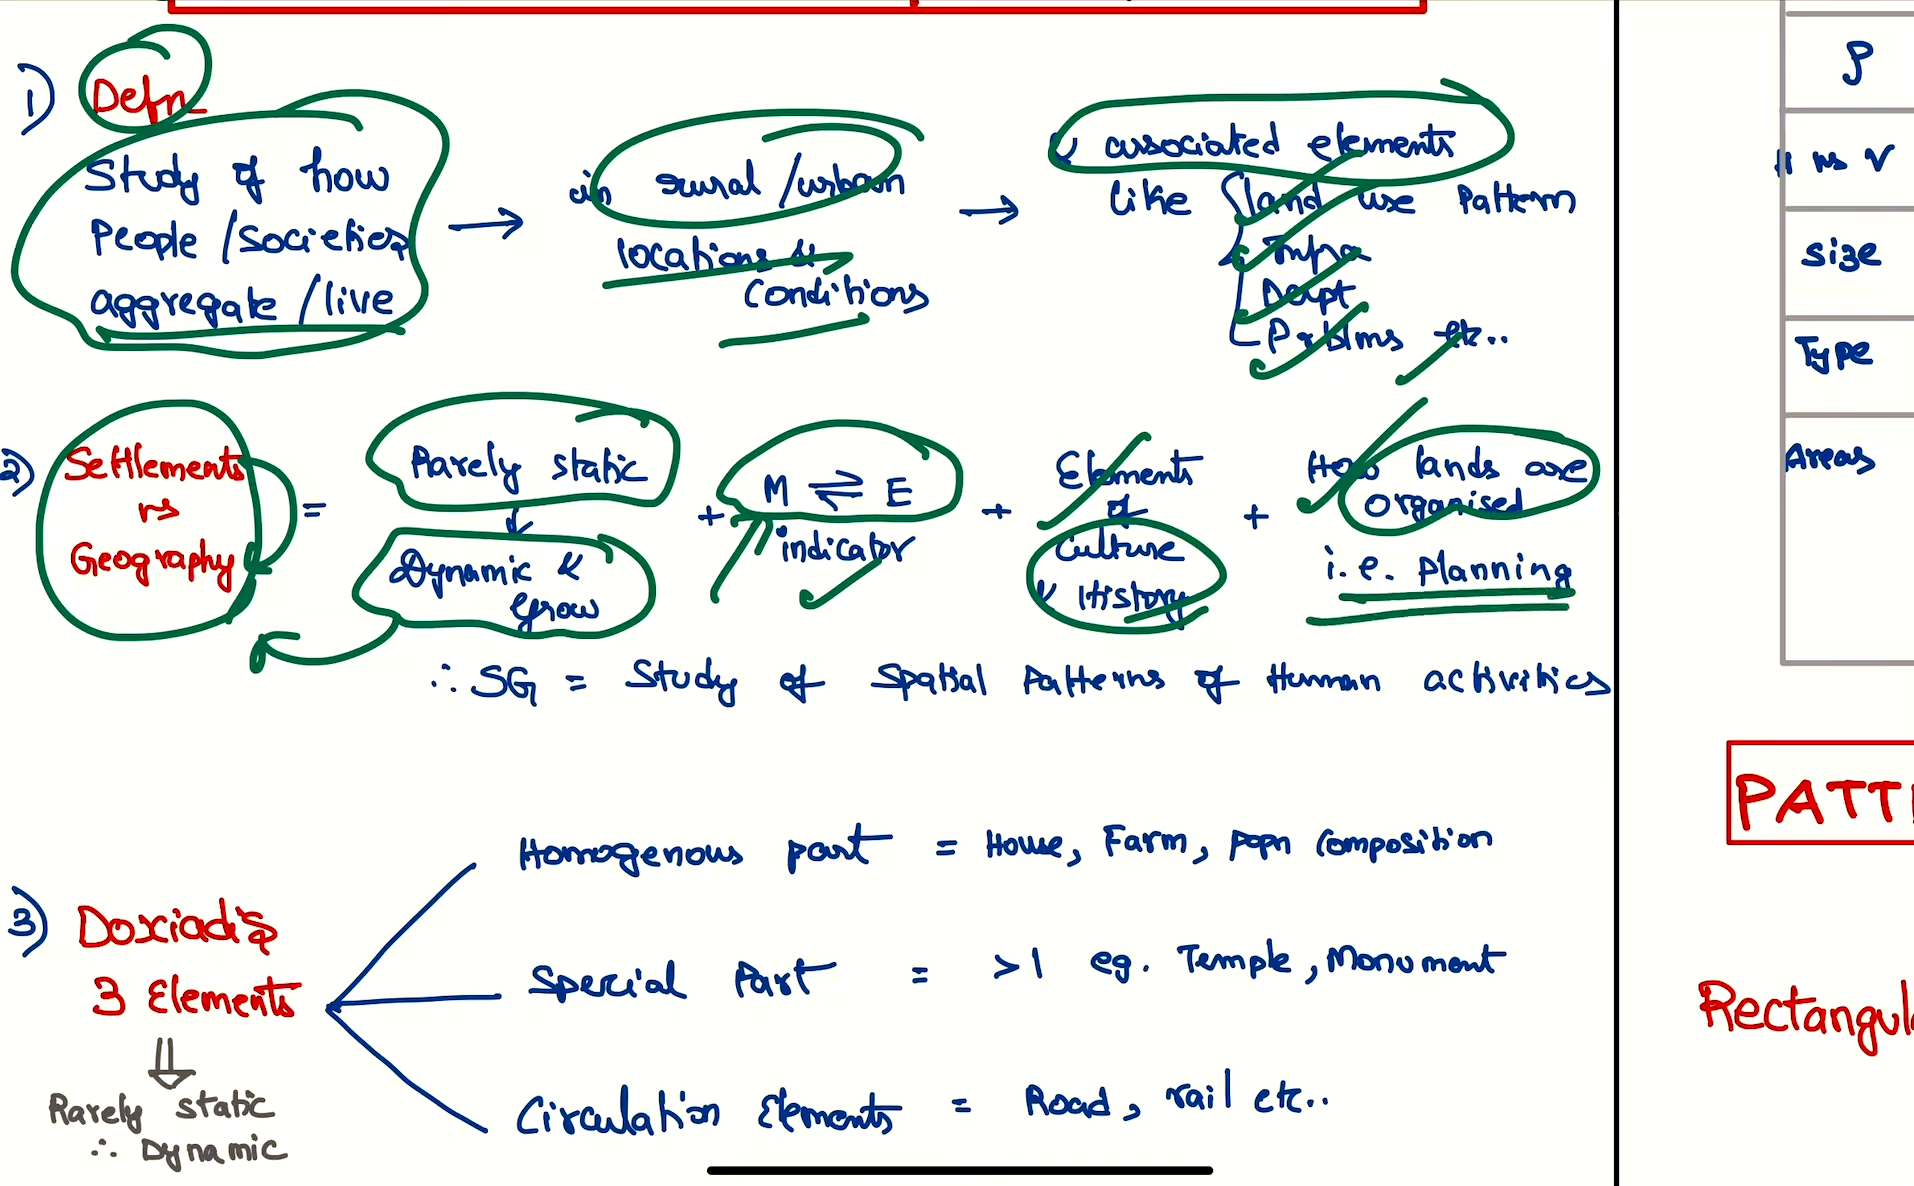 1) Defn
Study of how
People / societies
aggregate / live
→ in rural / urban
locations &
Conditions
→ & associated elements
like land use Pattern
Infra
Devpt
Problms etc..
2) Settlements
vs
Geography
= Rarely static
↓
Dynamic &
grow
+ M ⇌ E
indicator
+ Elements
of
Culture
& History
+ How lands are
organised
i.e. Planning
∴ SG = Study of Spatial Patterns of Human activities
3) Doxiadis
3 Elements
⇓
Rarely static
∴ Dynamic
Homogenous part = House, Farm, popn composition
Special Part = >1 eg. Temple, Monument
Circulation Elements = Road, rail etc..
size
Type
Areas
PATT
Rectangul